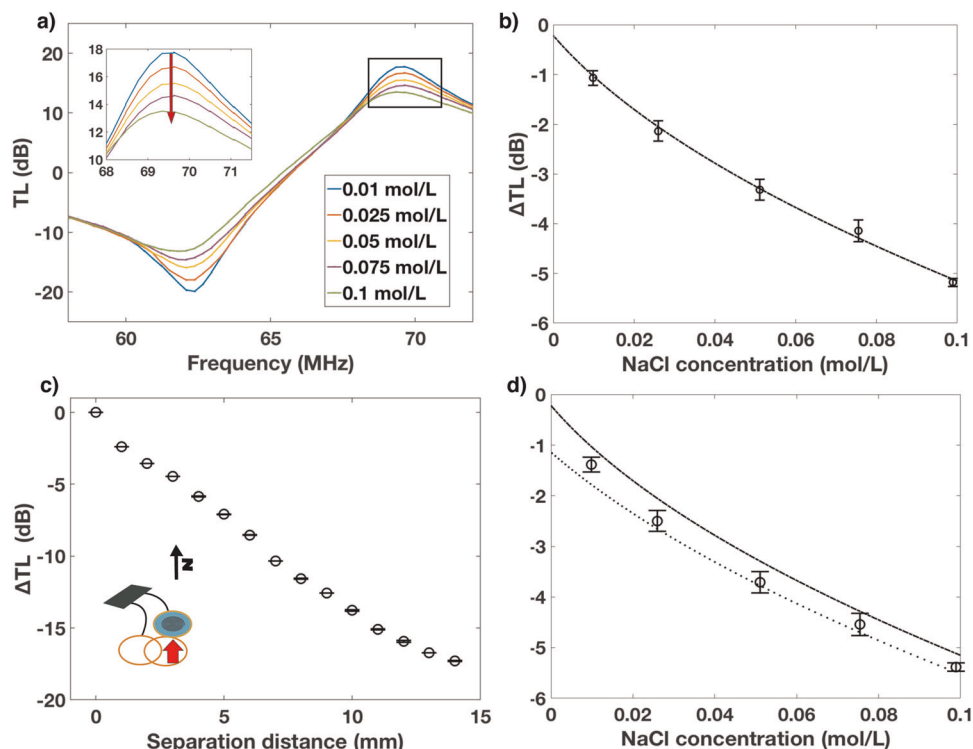 a)
TL (dB)
20
10
0
-10
-20
60
65
70
Frequency (MHz)
18
16
14
12
10
68
69
70
71
0.01 mol/L
0.025 mol/L
0.05 mol/L
0.075 mol/L
0.1 mol/L
b)
ΔTL (dB)
0
-1
-2
-3
-4
-5
-6
0
0.02
0.04
0.06
0.08
0.1
NaCl concentration (mol/L)
c)
ΔTL (dB)
0
-5
-10
-15
-20
0
5
10
15
Separation distance (mm)
N
d)
ΔTL (dB)
0
-1
-2
-3
-4
-5
-6
0
0.02
0.04
0.06
0.08
0.1
NaCl concentration (mol/L)